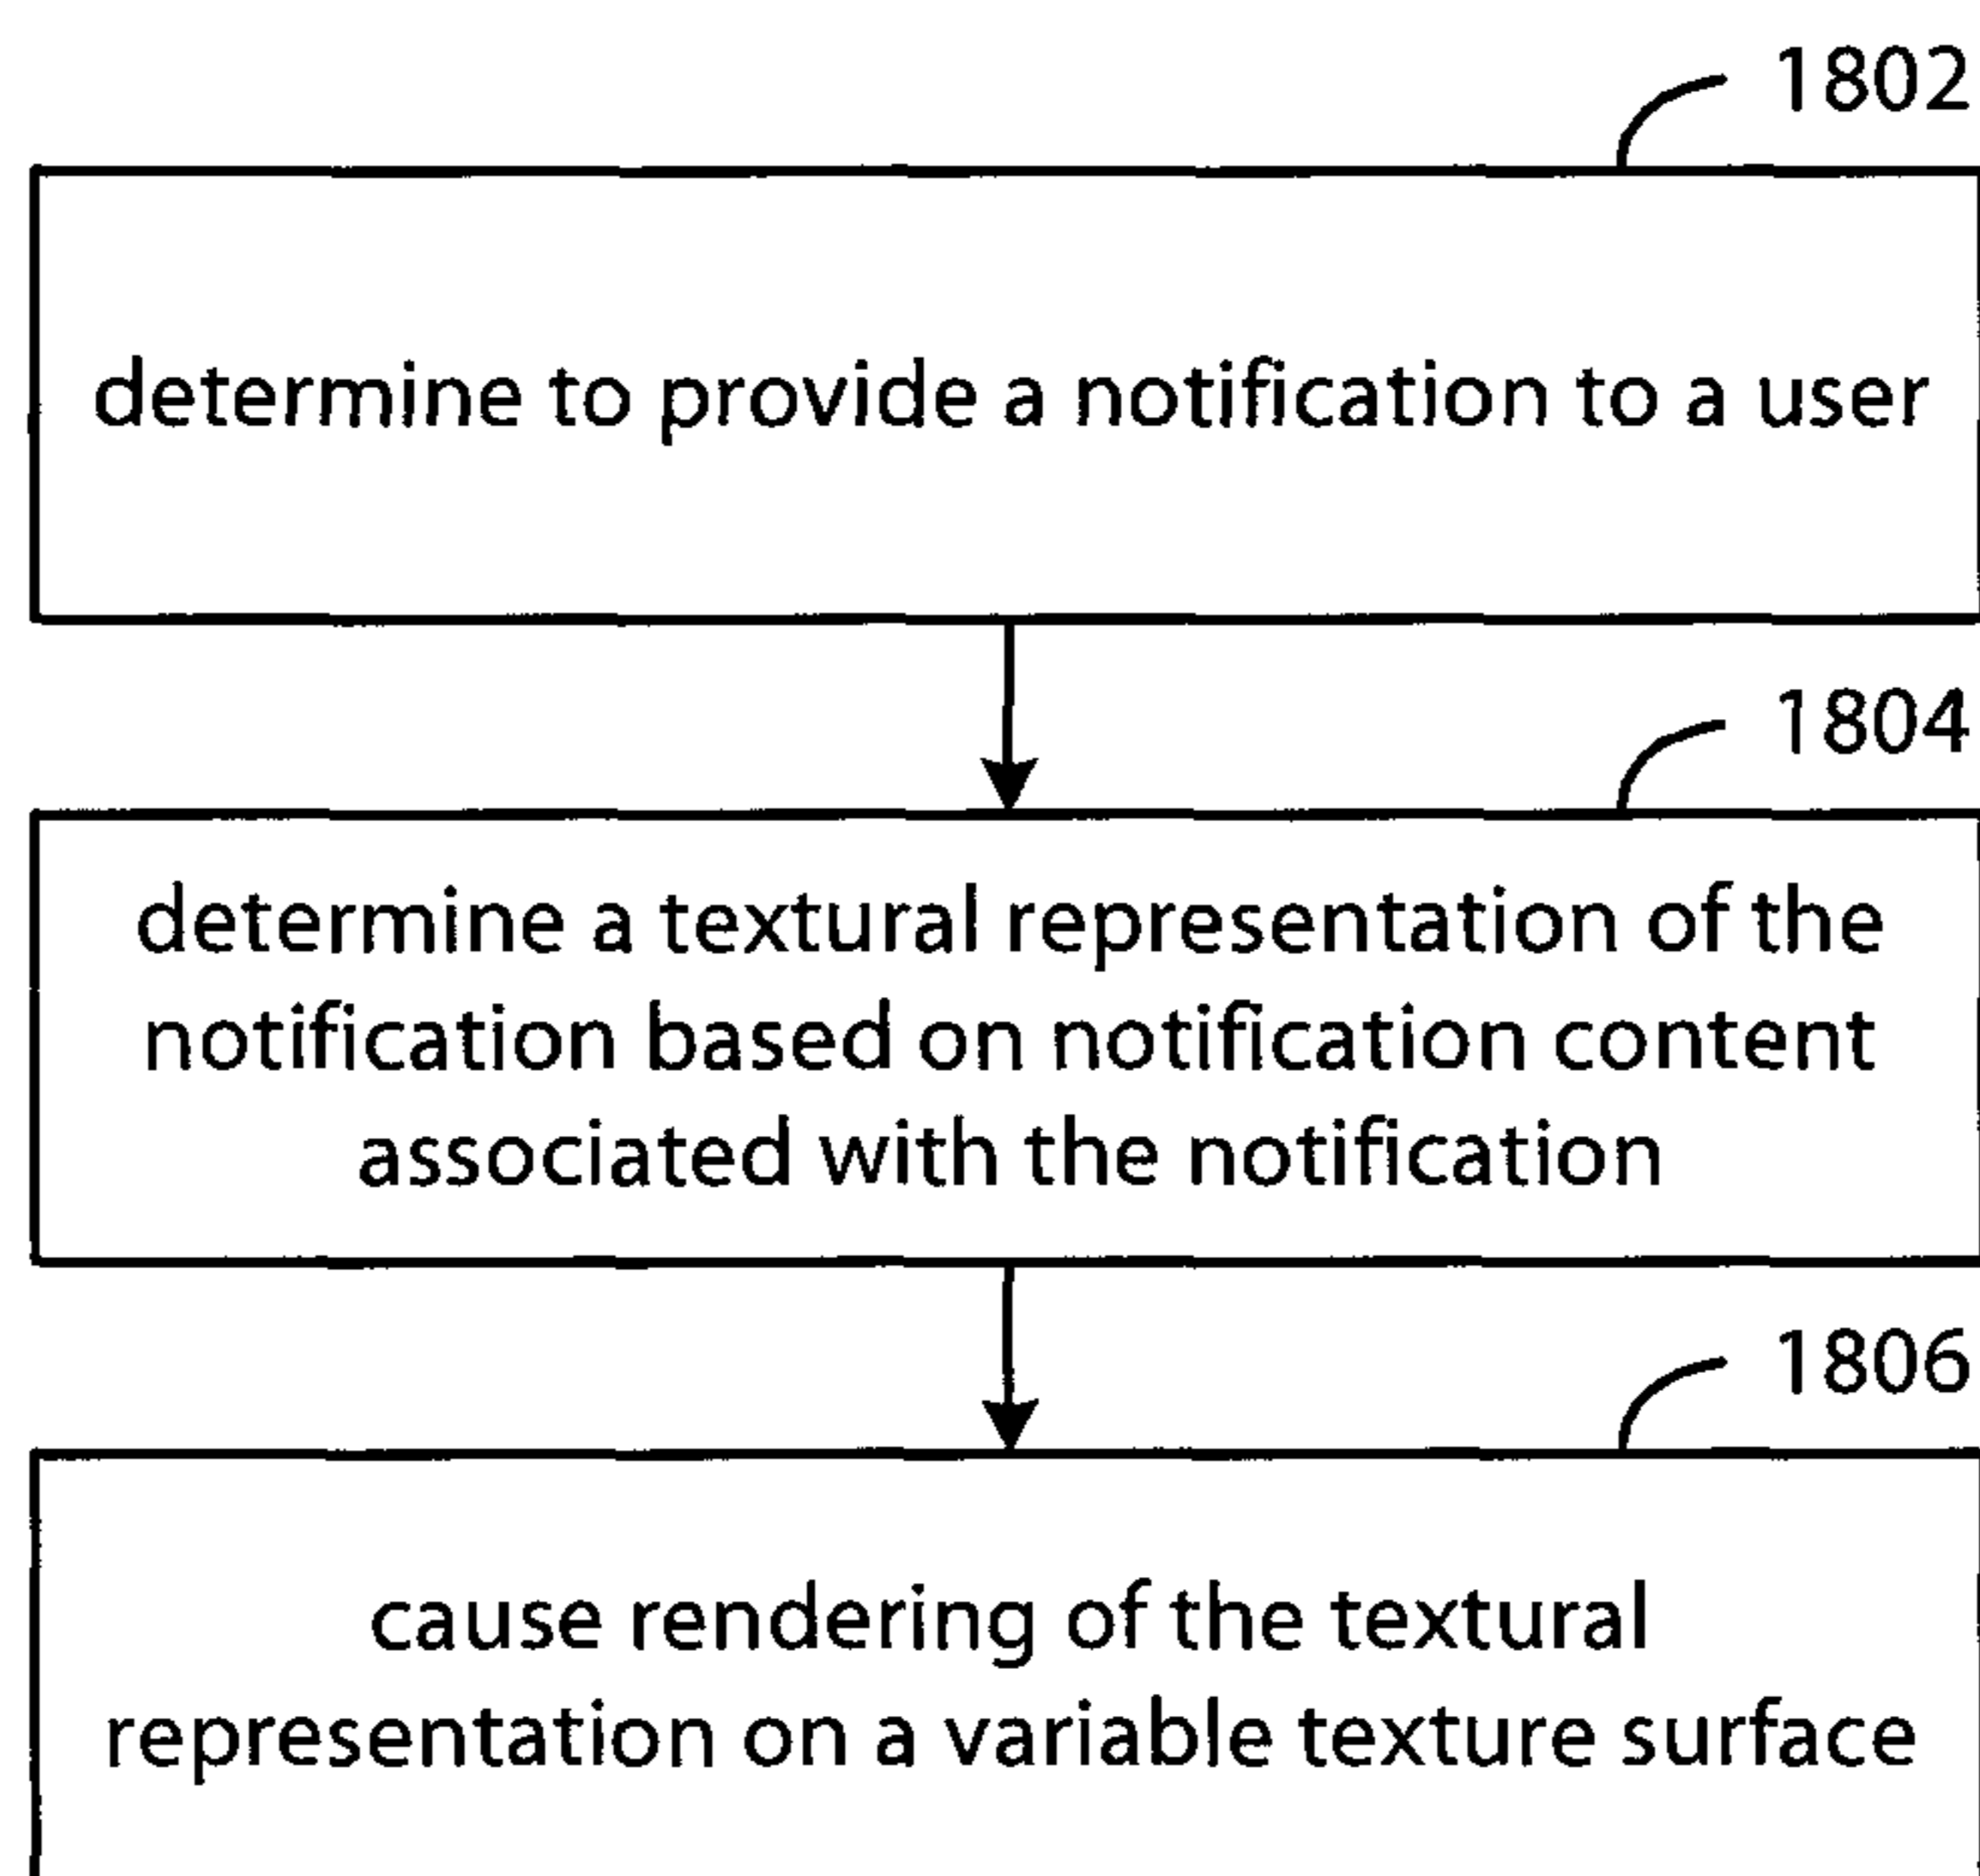 1802
determine to provide a notification to a user
1804
determine a textural representation of the
notification based on notification content
associated with the notification
1806
cause rendering of the textural
representation on a variable texture surface